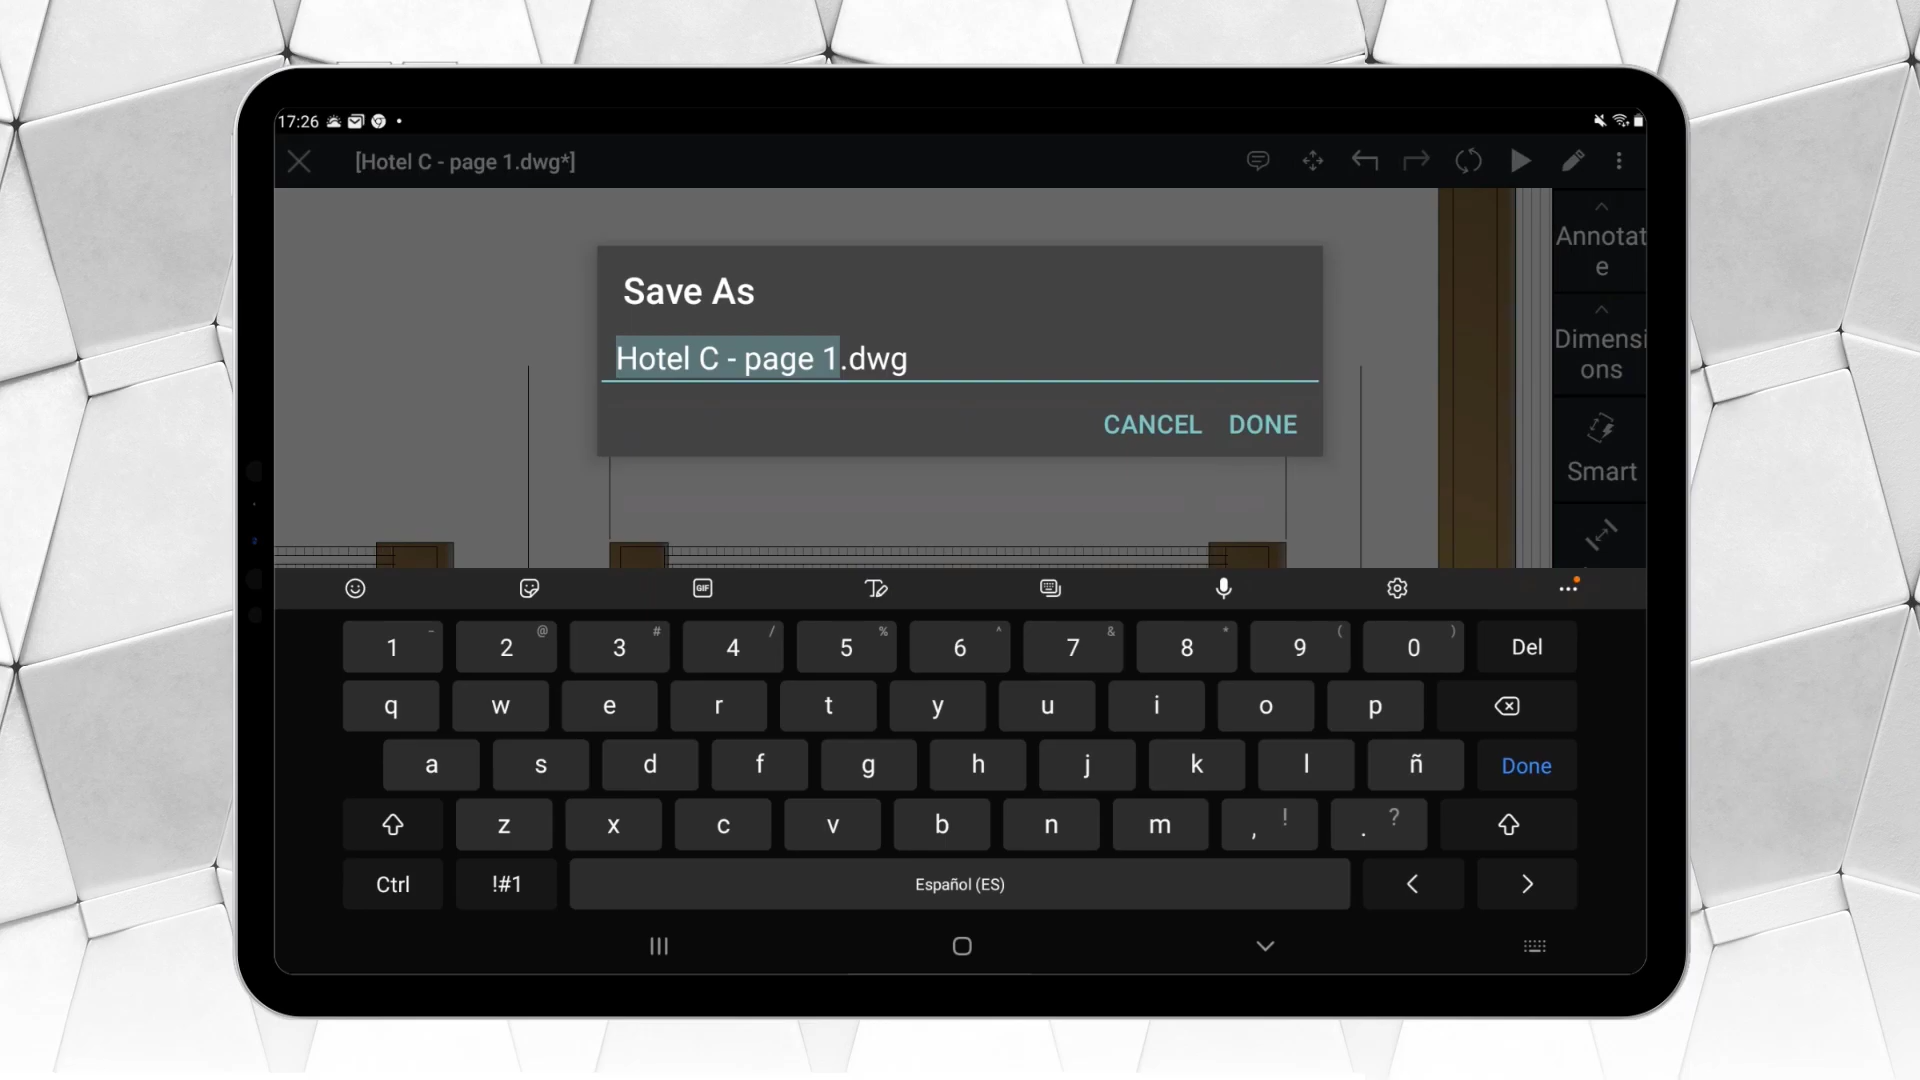 17:26
[Hotel C - page 1.dwg*]
Annotat
e
Dimensi
ons
Smart
Save As
Hotel C - page 1.dwg
CANCEL DONE
GIF
1 - 2 @ 3 # 4 / 5 % 6 ^ 7 & 8 * 9 ( 0 ) Del
q w e r t y u i o p
a s d f g h j k l ñ Done
z x c v b n m , ! . ?
Ctrl !#1 Español (ES) < >